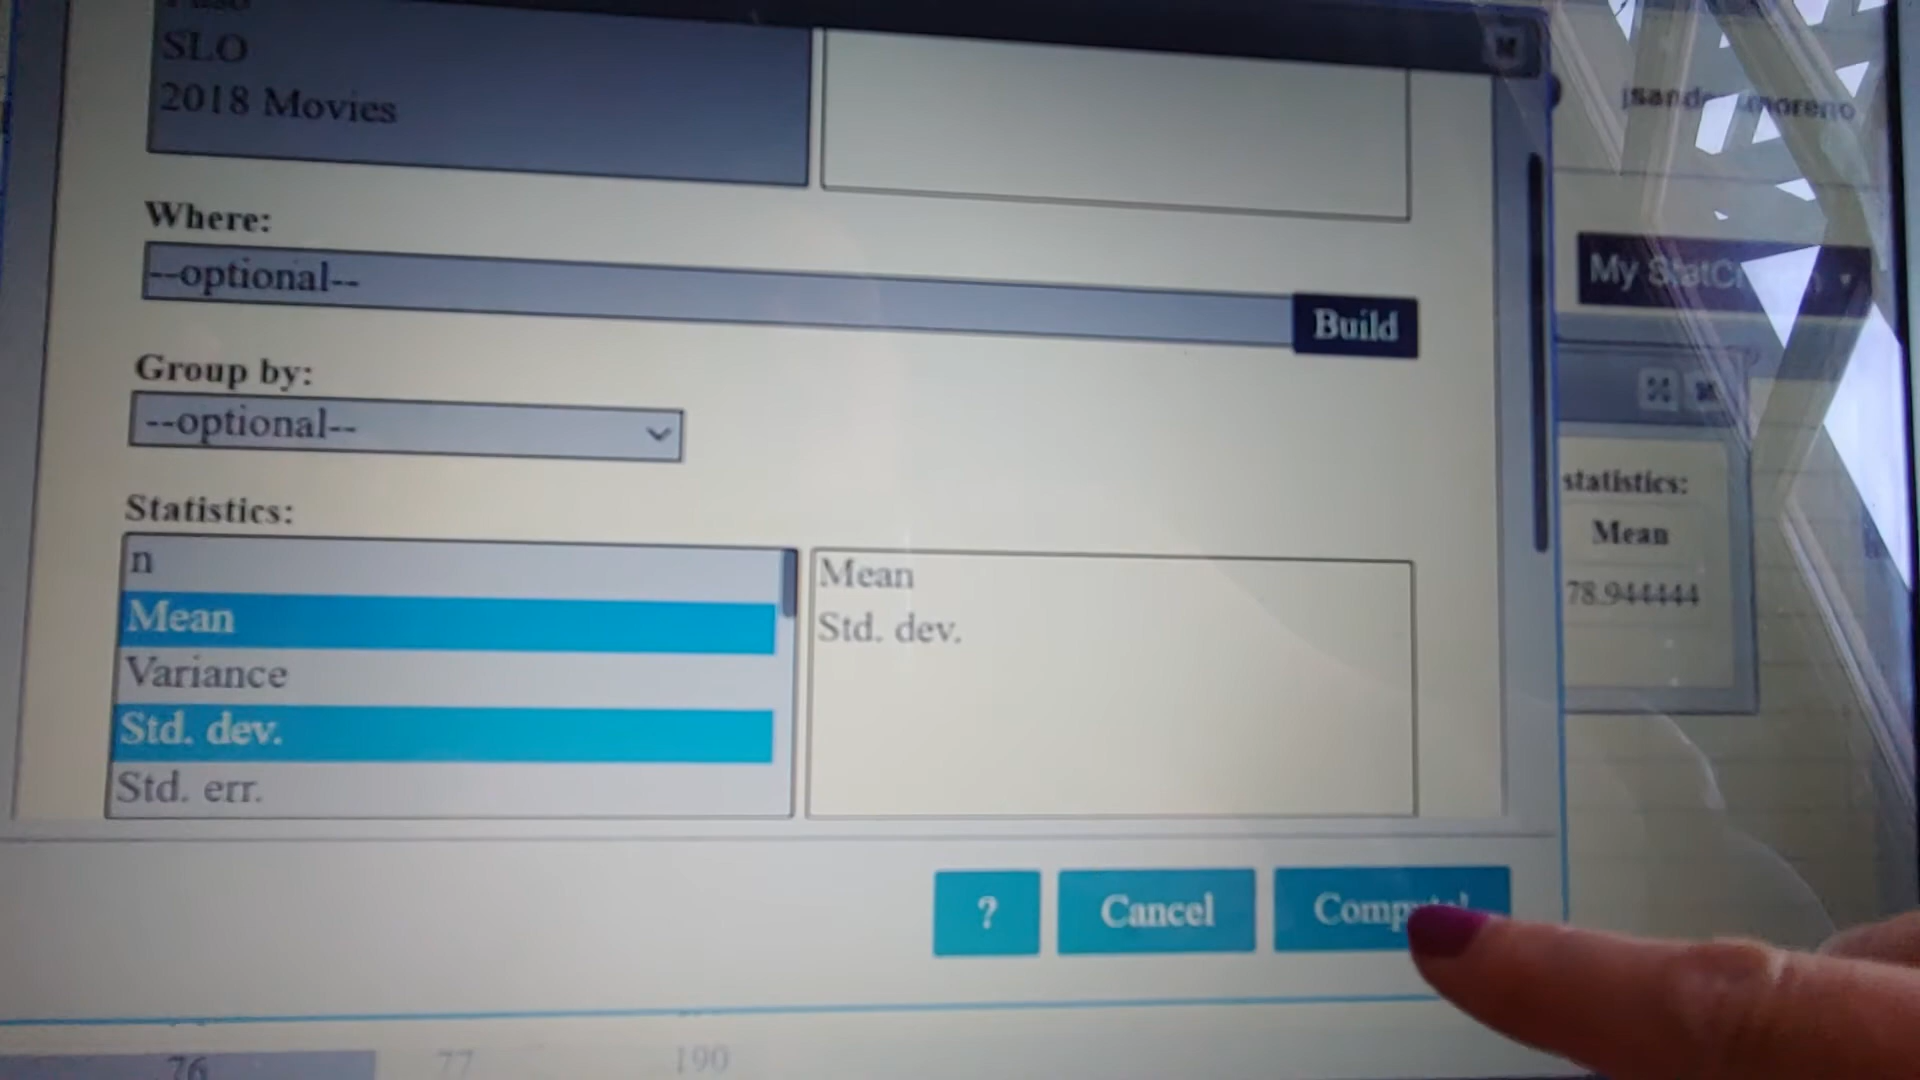 SLO
2018 Movies
Where:
--optional--
Build
Group by:
--optional--
Statistics:
n
Mean
Variance
Std. dev.
Std. err.
Mean
Std. dev.
?
Cancel
My
statistics:
Mean
78.944444
76 77 190